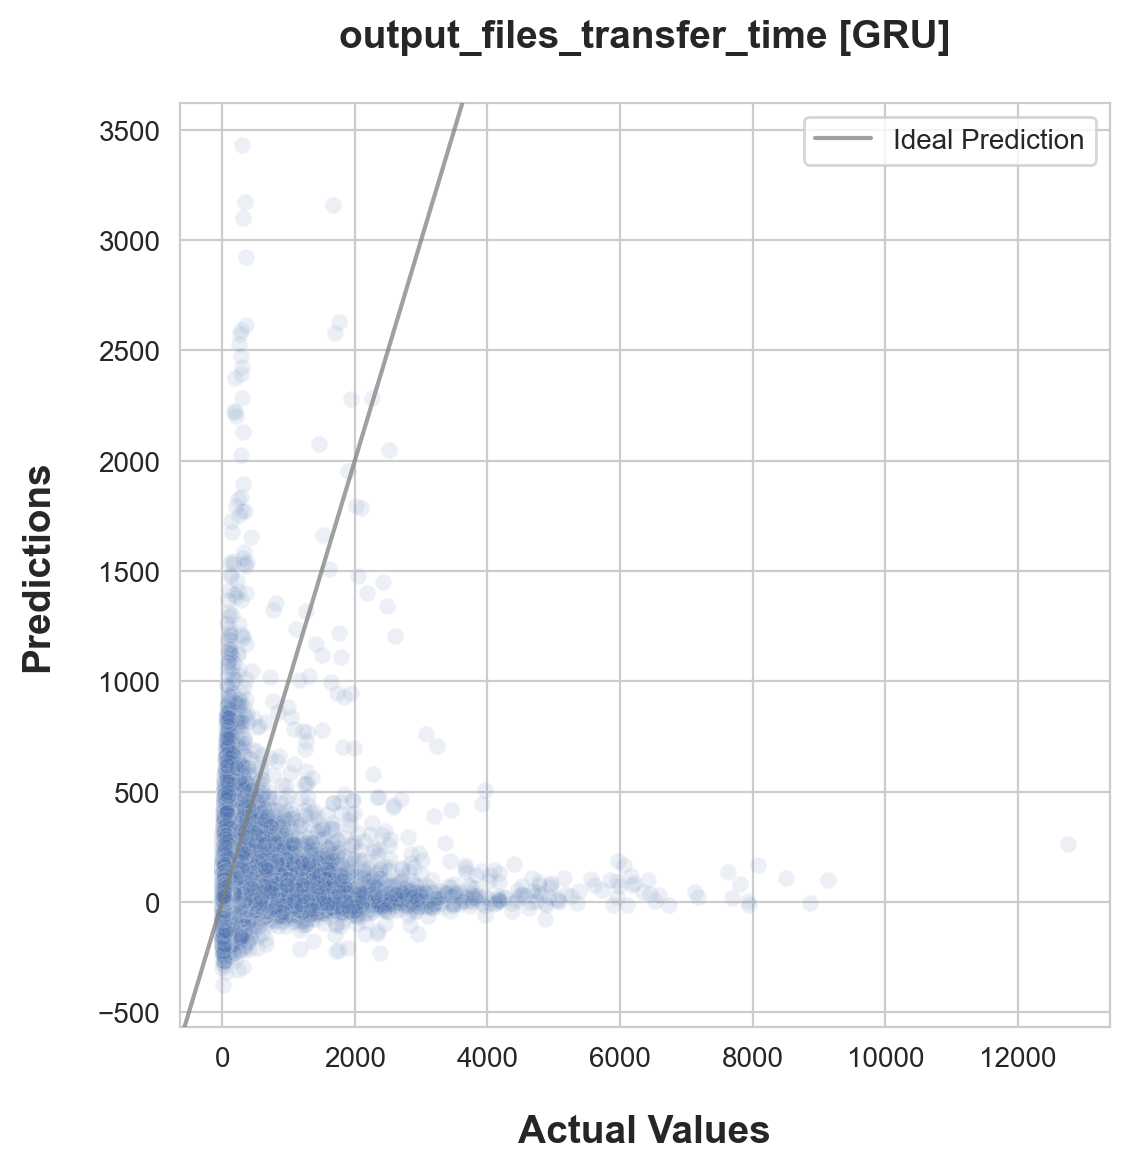 output_files_transfer_time [GRU]
Ideal Prediction
3500
3000
2500
2000
1500
1000
500
0
−500
Predictions
0 2000 4000 6000 8000 10000 12000
Actual Values